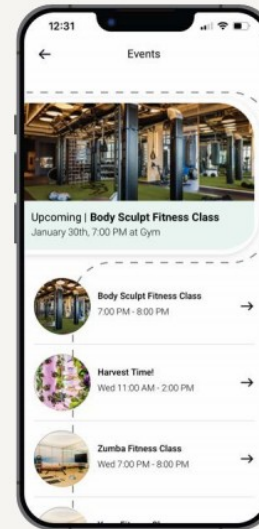 12:31
Events
Upcoming | Body Sculpt Fitness Class
January 30th, 7:00 PM at Gym
Body Sculpt Fitness Class
7:00 PM - 8:00 PM
Harvest Time!
Wed 11:00 AM - 2:00 PM
Zumba Fitness Class
Wed 7:00 PM - 8:00 PM